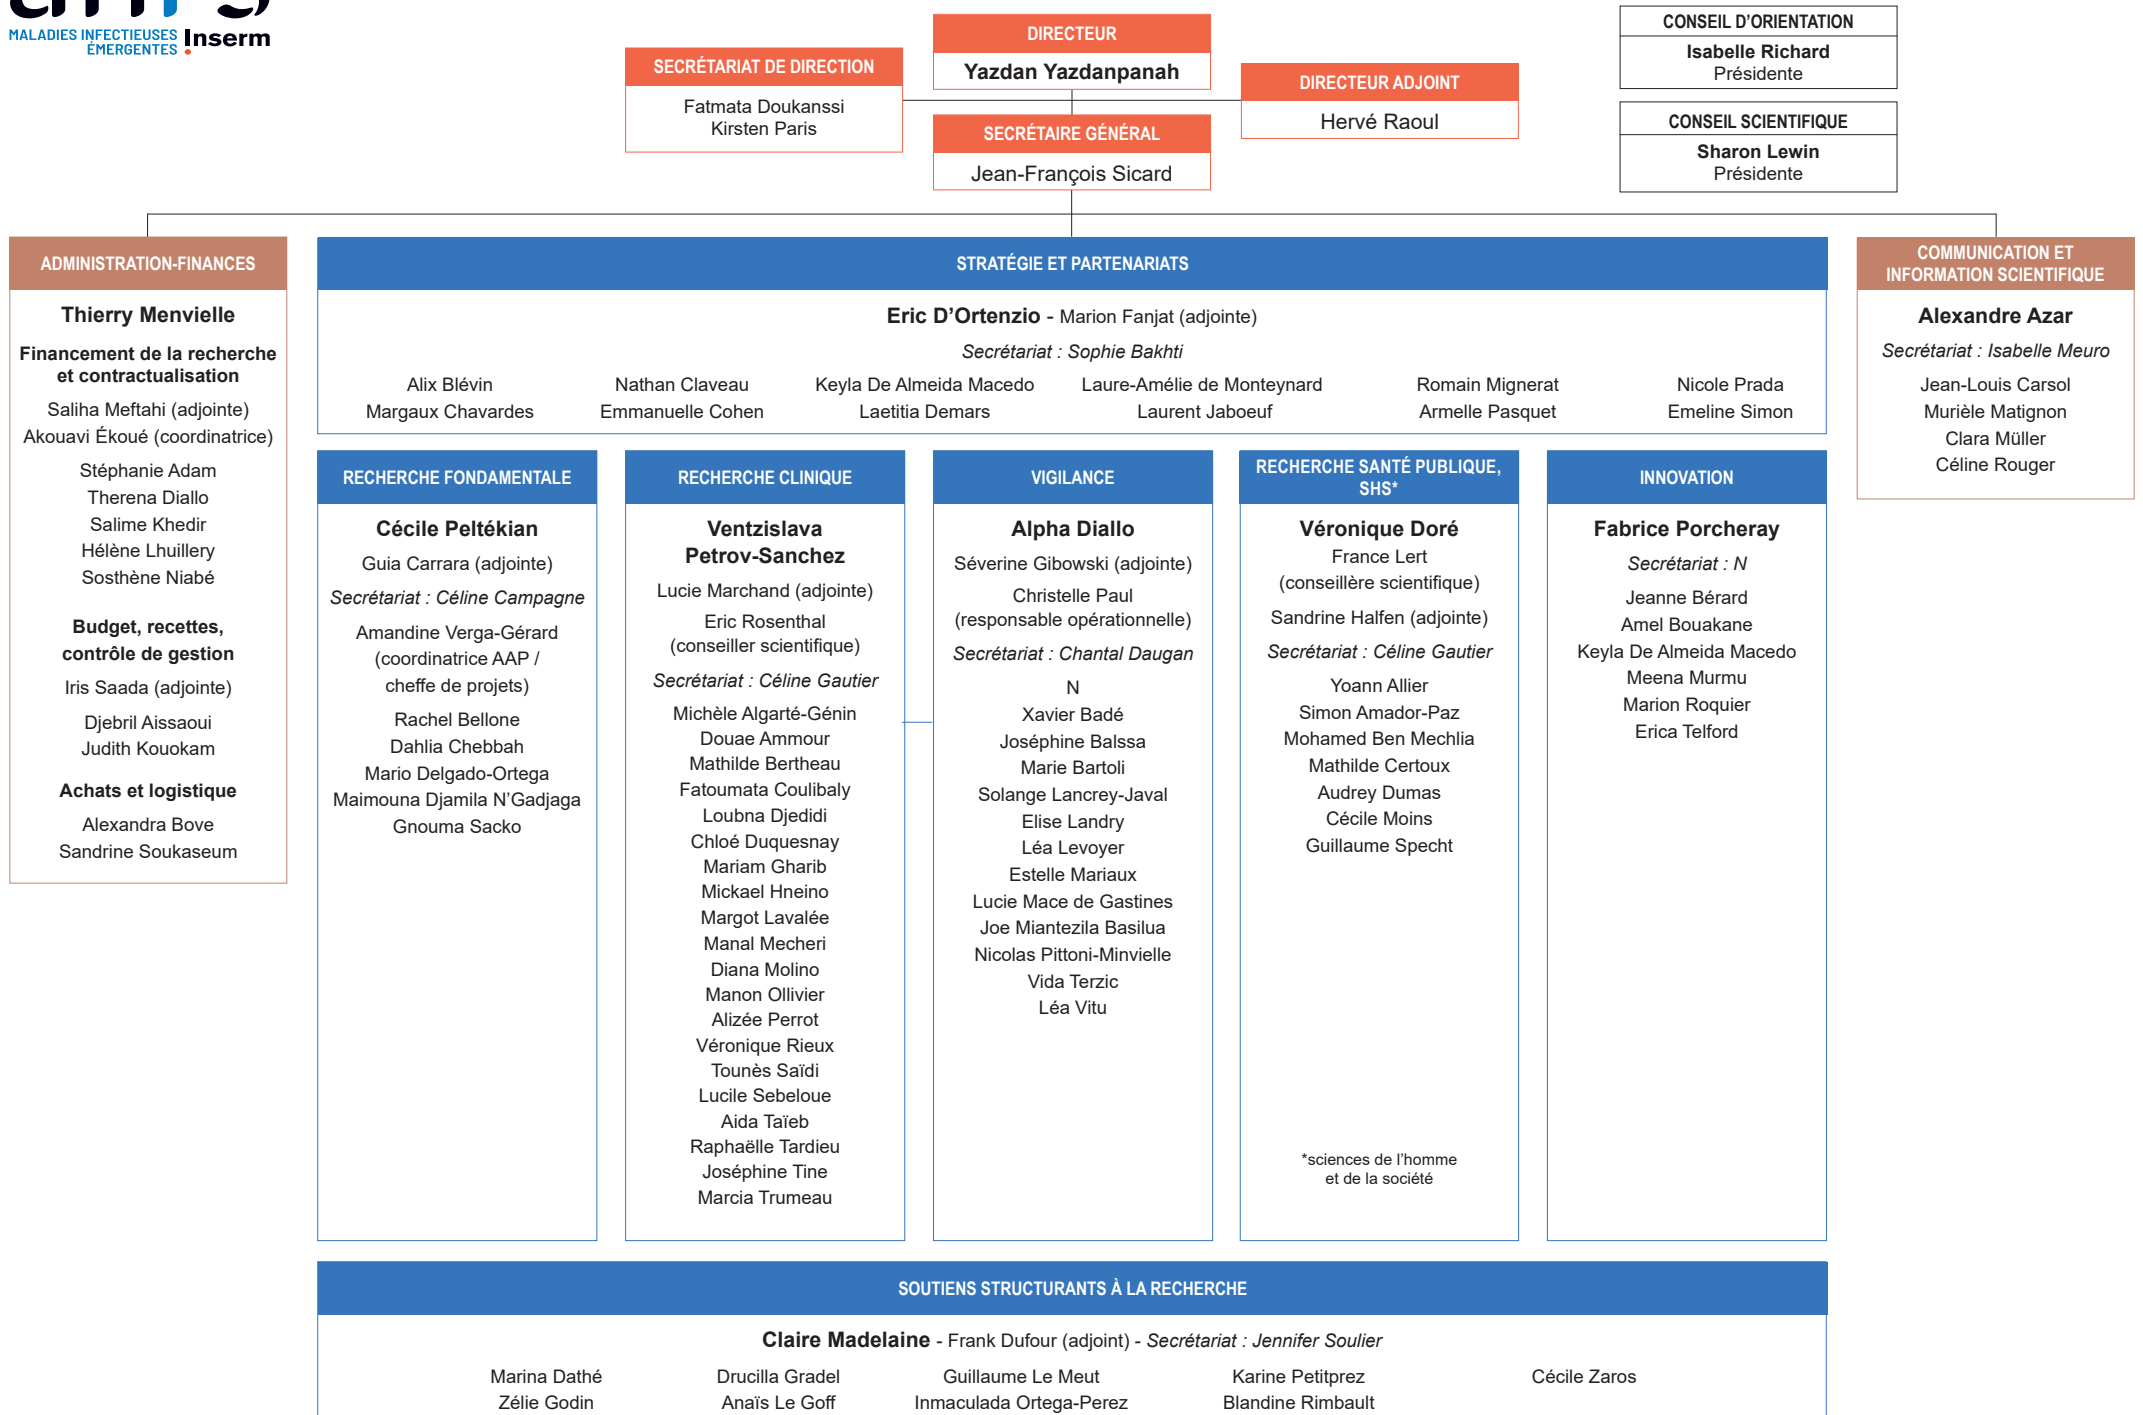 MALADIES INFECTIEUSES
ÉMERGENTES
Inserm
DIRECTEUR
Yazdan Yazdanpanah
SECRÉTARIAT DE DIRECTION
Fatmata Doukanssi
Kirsten Paris
DIRECTEUR ADJOINT
Hervé Raoul
SECRÉTAIRE GÉNÉRAL
Jean-François Sicard
CONSEIL D’ORIENTATION
Isabelle Richard
Présidente
CONSEIL SCIENTIFIQUE
Sharon Lewin
Présidente
ADMINISTRATION-FINANCES
Thierry Menvielle
Financement de la recherche
et contractualisation
Saliha Meftahi (adjointe)
Akouavi Ékoué (coordinatrice)
Stéphanie Adam
Therena Diallo
Salime Khedir
Hélène Lhuillery
Sosthène Niabé
Budget, recettes,
contrôle de gestion
Iris Saada (adjointe)
Djebril Aissaoui
Judith Kouokam
Achats et logistique
Alexandra Bove
Sandrine Soukaseum
STRATÉGIE ET PARTENARIATS
Eric D’Ortenzio - Marion Fanjat (adjointe)
Secrétariat : Sophie Bakhti
Alix Blévin Nathan Claveau Keyla De Almeida Macedo Laure-Amélie de Monteynard Romain Mignerat Nicole Prada
Margaux Chavardes Emmanuelle Cohen Laetitia Demars Laurent Jaboeuf Armelle Pasquet Emeline Simon
COMMUNICATION ET
INFORMATION SCIENTIFIQUE
Alexandre Azar
Secrétariat : Isabelle Meuro
Jean-Louis Carsol
Murièle Matignon
Clara Müller
Céline Rouger
RECHERCHE FONDAMENTALE
Cécile Peltékian
Guia Carrara (adjointe)
Secrétariat : Céline Campagne
Amandine Verga-Gérard
(coordinatrice AAP /
cheffe de projets)
Rachel Bellone
Dahlia Chebbah
Mario Delgado-Ortega
Maimouna Djamila N’Gadjaga
Gnouma Sacko
RECHERCHE CLINIQUE
Ventzislava
Petrov-Sanchez
Lucie Marchand (adjointe)
Eric Rosenthal
(conseiller scientifique)
Secrétariat : Céline Gautier
Michèle Algarté-Génin
Douae Ammour
Mathilde Bertheau
Fatoumata Coulibaly
Loubna Djedidi
Chloé Duquesnay
Mariam Gharib
Mickael Hneino
Margot Lavalée
Manal Mecheri
Diana Molino
Manon Ollivier
Alizée Perrot
Véronique Rieux
Tounès Saïdi
Lucile Sebeloue
Aida Taïeb
Raphaëlle Tardieu
Joséphine Tine
Marcia Trumeau
VIGILANCE
Alpha Diallo
Séverine Gibowski (adjointe)
Christelle Paul
(responsable opérationnelle)
Secrétariat : Chantal Daugan
N
Xavier Badé
Joséphine Balssa
Marie Bartoli
Solange Lancrey-Javal
Elise Landry
Léa Levoyer
Estelle Mariaux
Lucie Mace de Gastines
Joe Miantezila Basilua
Nicolas Pittoni-Minvielle
Vida Terzic
Léa Vitu
RECHERCHE SANTÉ PUBLIQUE,
SHS*
Véronique Doré
France Lert
(conseillère scientifique)
Sandrine Halfen (adjointe)
Secrétariat : Céline Gautier
Yoann Allier
Simon Amador-Paz
Mohamed Ben Mechlia
Mathilde Certoux
Audrey Dumas
Cécile Moins
Guillaume Specht
*sciences de l’homme
et de la société
INNOVATION
Fabrice Porcheray
Secrétariat : N
Jeanne Bérard
Amel Bouakane
Keyla De Almeida Macedo
Meena Murmu
Marion Roquier
Erica Telford
SOUTIENS STRUCTURANTS À LA RECHERCHE
Claire Madelaine - Frank Dufour (adjoint) - Secrétariat : Jennifer Soulier
Marina Dathé Drucilla Gradel Guillaume Le Meut Karine Petitprez Cécile Zaros
Zélie Godin Anaïs Le Goff Inmaculada Ortega-Perez Blandine Rimbault